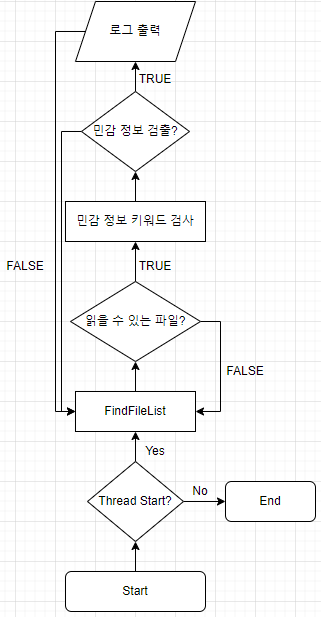 로그 출력
TRUE
민감 정보 검출?
민감 정보 키워드 검사
FALSE
TRUE
읽을 수 있는 파일?
FALSE
FindFileList
Yes
Thread Start?
No
End
Start